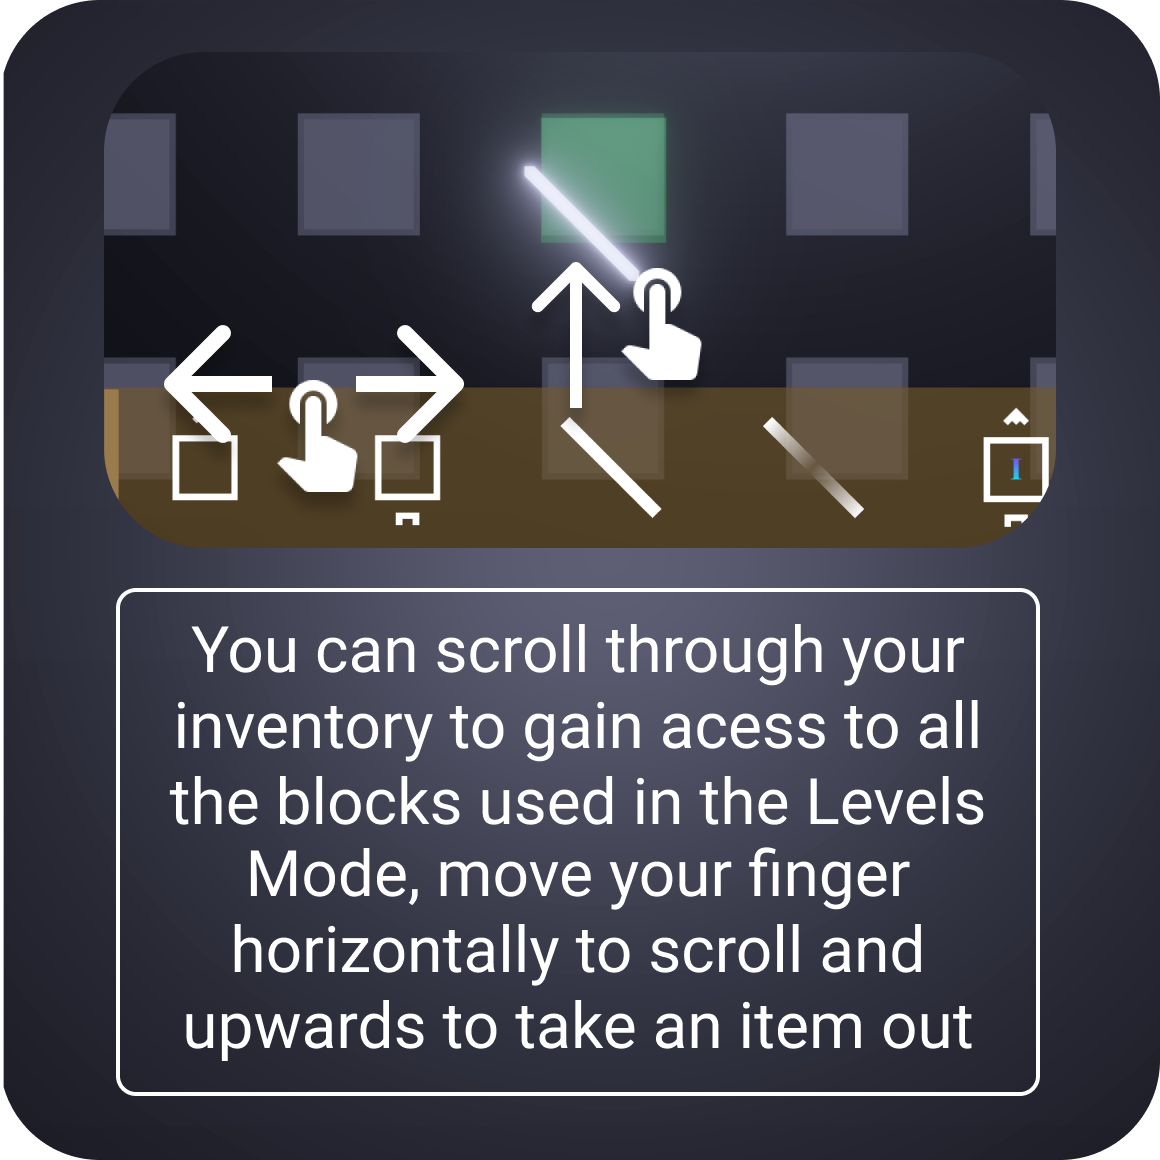 I
You can scroll through your
inventory to gain acess to all
the blocks used in the Levels
Mode, move your finger
horizontally to scroll and
upwards to take an item out